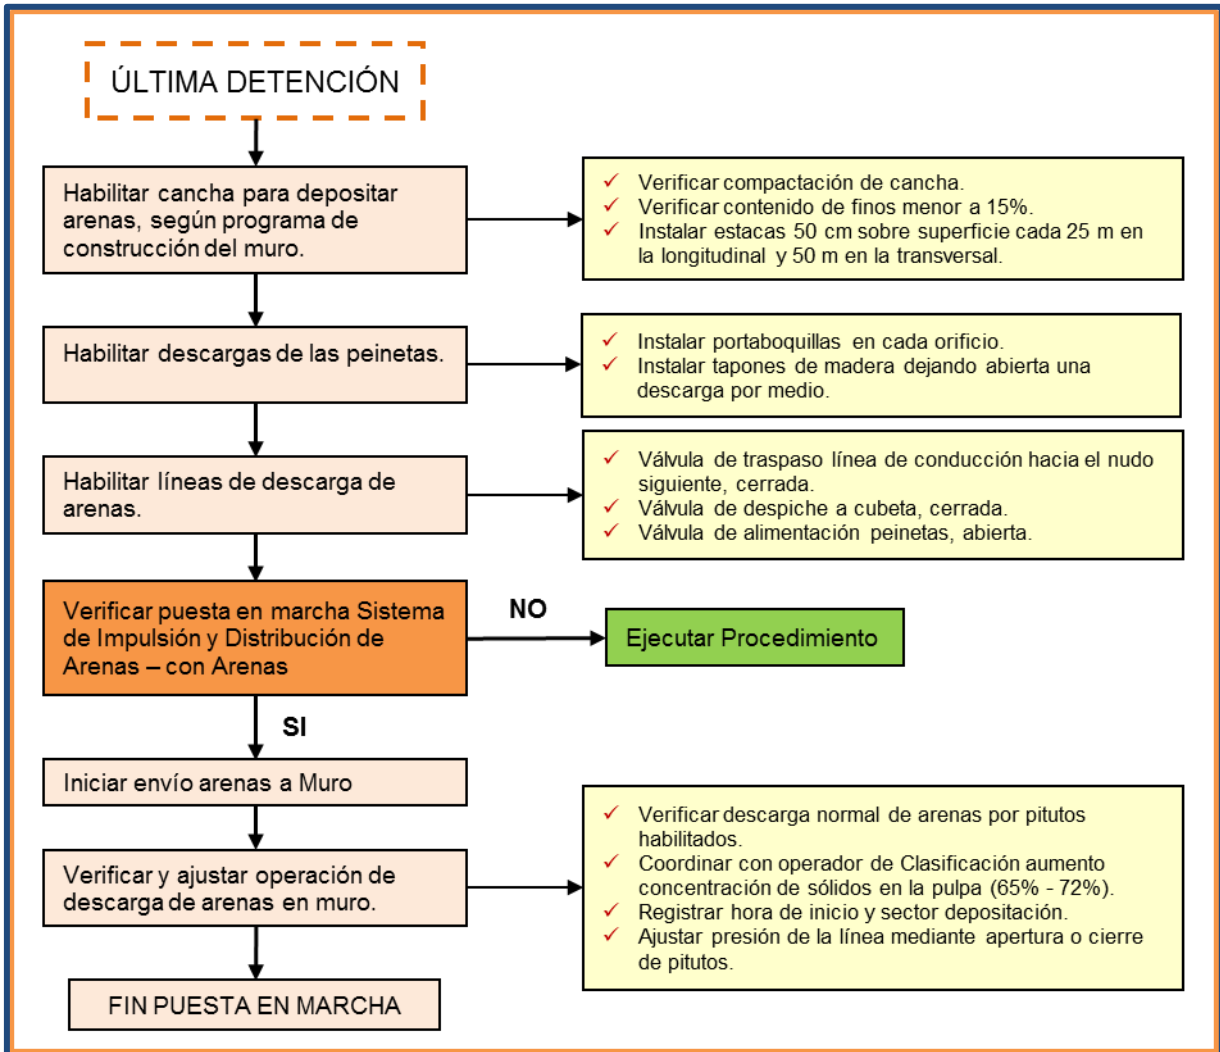 ÚLTIMA DETENCIÓN
Habilitar cancha para depositar
arenas, según programa de
construcción del muro.
✓ Verificar compactación de cancha.
✓ Verificar contenido de finos menor a 15%.
✓ Instalar estacas 50 cm sobre superficie cada 25 m en
la longitudinal y 50 m en la transversal.
Habilitar descargas de las peinetas.
✓ Instalar portaboquillas en cada orificio.
✓ Instalar tapones de madera dejando abierta una
descarga por medio.
Habilitar líneas de descarga de
arenas.
✓ Válvula de traspaso línea de conducción hacia el nudo
siguiente, cerrada.
✓ Válvula de despiche a cubeta, cerrada.
✓ Válvula de alimentación peinetas, abierta.
Verificar puesta en marcha Sistema
de Impulsión y Distribución de
Arenas – con Arenas
NO
Ejecutar Procedimiento
SI
Iniciar envío arenas a Muro
Verificar y ajustar operación de
descarga de arenas en muro.
✓ Verificar descarga normal de arenas por pitutos
habilitados.
✓ Coordinar con operador de Clasificación aumento
concentración de sólidos en la pulpa (65% - 72%).
✓ Registrar hora de inicio y sector depositación.
✓ Ajustar presión de la línea mediante apertura o cierre
de pitutos.
FIN PUESTA EN MARCHA